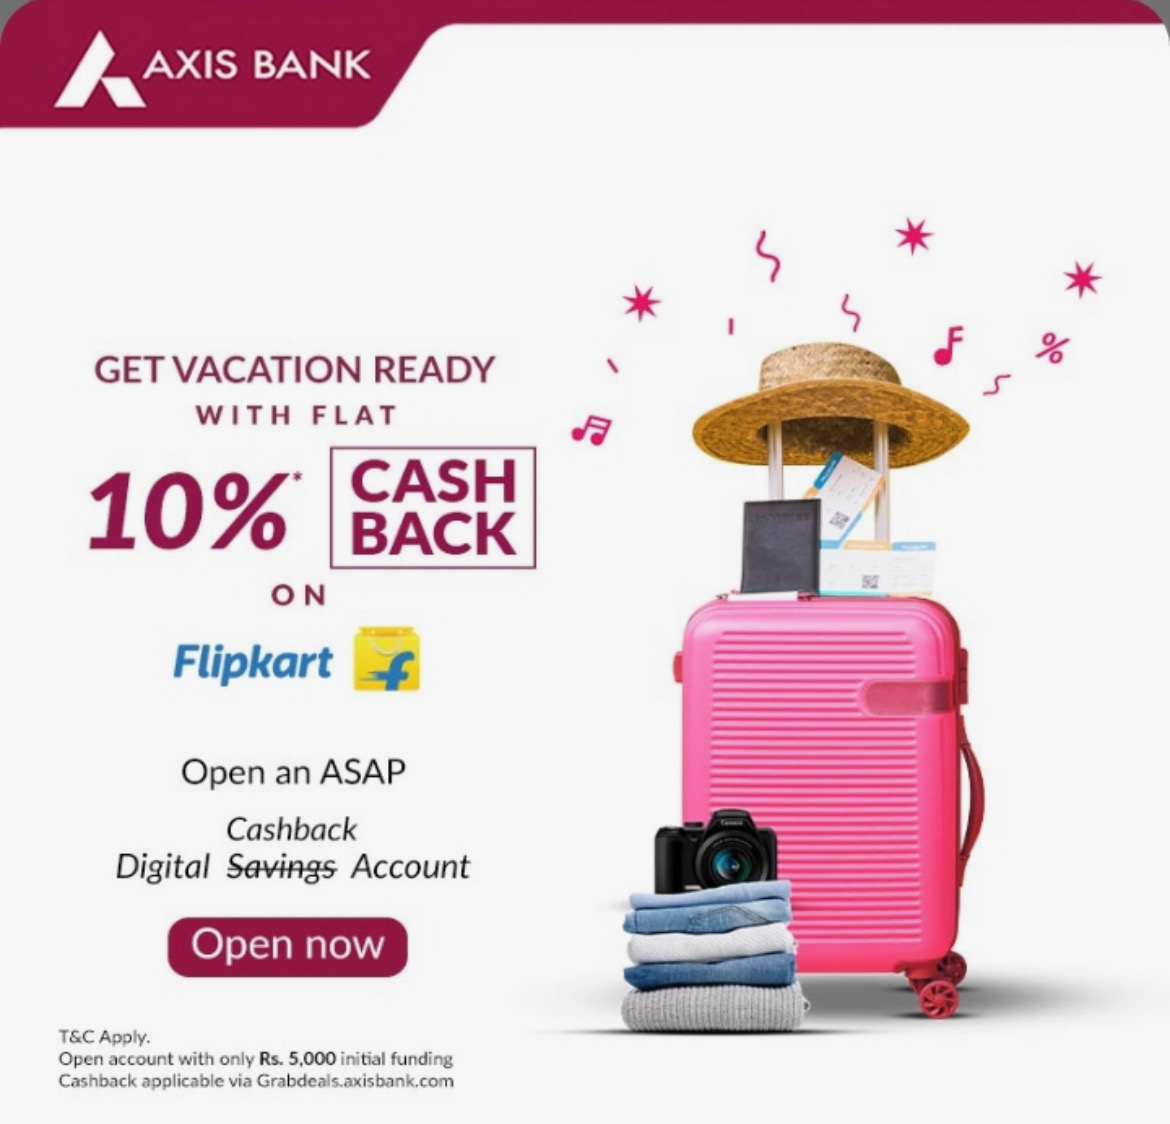 AXIS BANK
GET VACATION READY
WITH FLAT
10%*
CASH
BACK
ON
Flipkart
Open an ASAP
Cashback
Digital Savings Account
Open now
T&C Apply.
Open account with only Rs. 5,000 initial funding
Cashback applicable via Grabdeals.axisbank.com